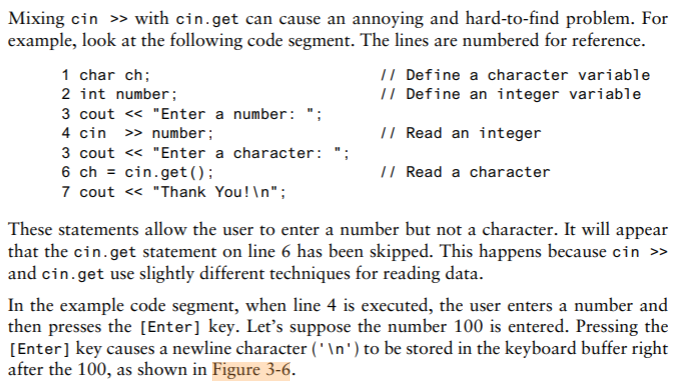 Mixing cin >> with cin.get can cause an annoying and hard-to-find problem. For
example, look at the following code segment. The lines are numbered for reference.
1 char ch; // Define a character variable
2 int number; // Define an integer variable
3 cout << "Enter a number: ";
4 cin >> number; // Read an integer
3 cout << "Enter a character: ";
6 ch = cin.get(); // Read a character
7 cout << "Thank You!\n";
These statements allow the user to enter a number but not a character. It will appear
that the cin.get statement on line 6 has been skipped. This happens because cin >>
and cin.get use slightly different techniques for reading data.
In the example code segment, when line 4 is executed, the user enters a number and
then presses the [Enter] key. Let's suppose the number 100 is entered. Pressing the
[Enter] key causes a newline character ('\n') to be stored in the keyboard buffer right
after the 100, as shown in Figure 3-6.